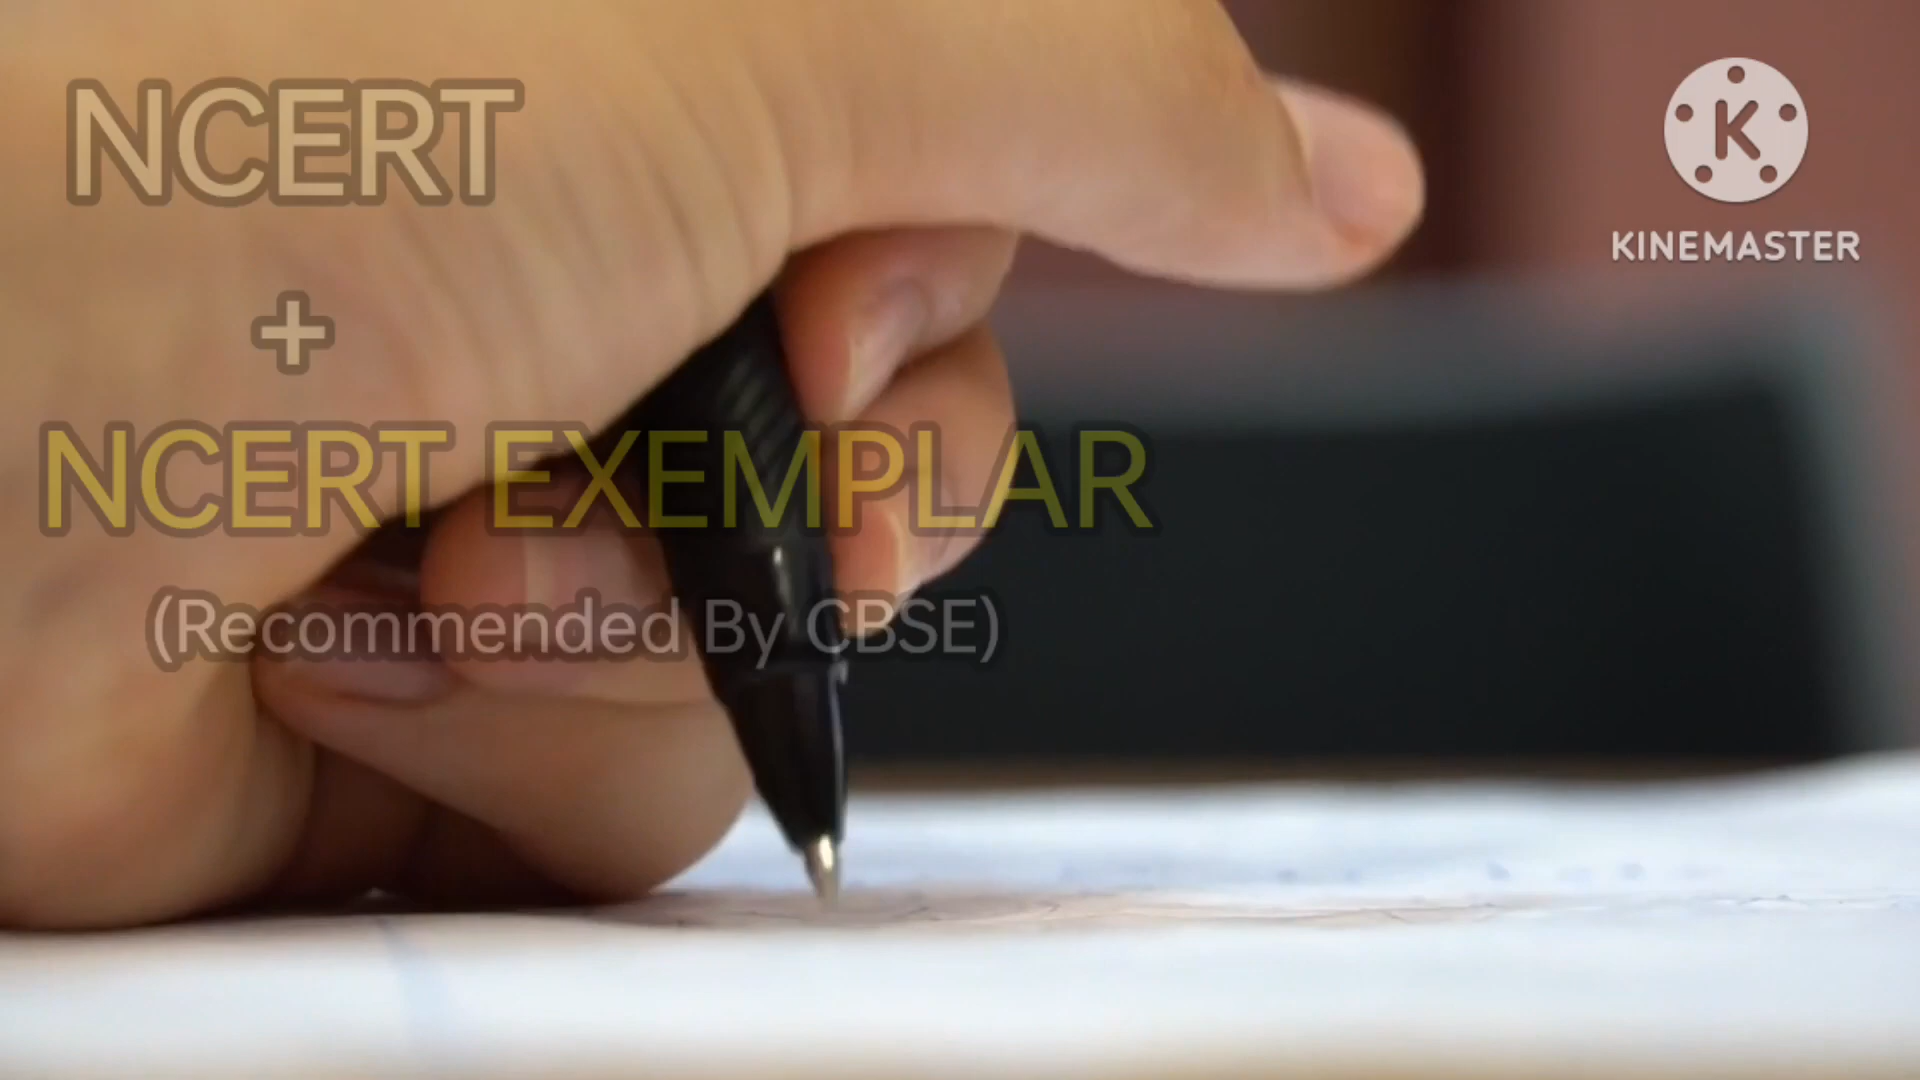 NCERT
K
KINEMASTER
+
NCERT EXEMPLAR
(Recommended By CBSE)